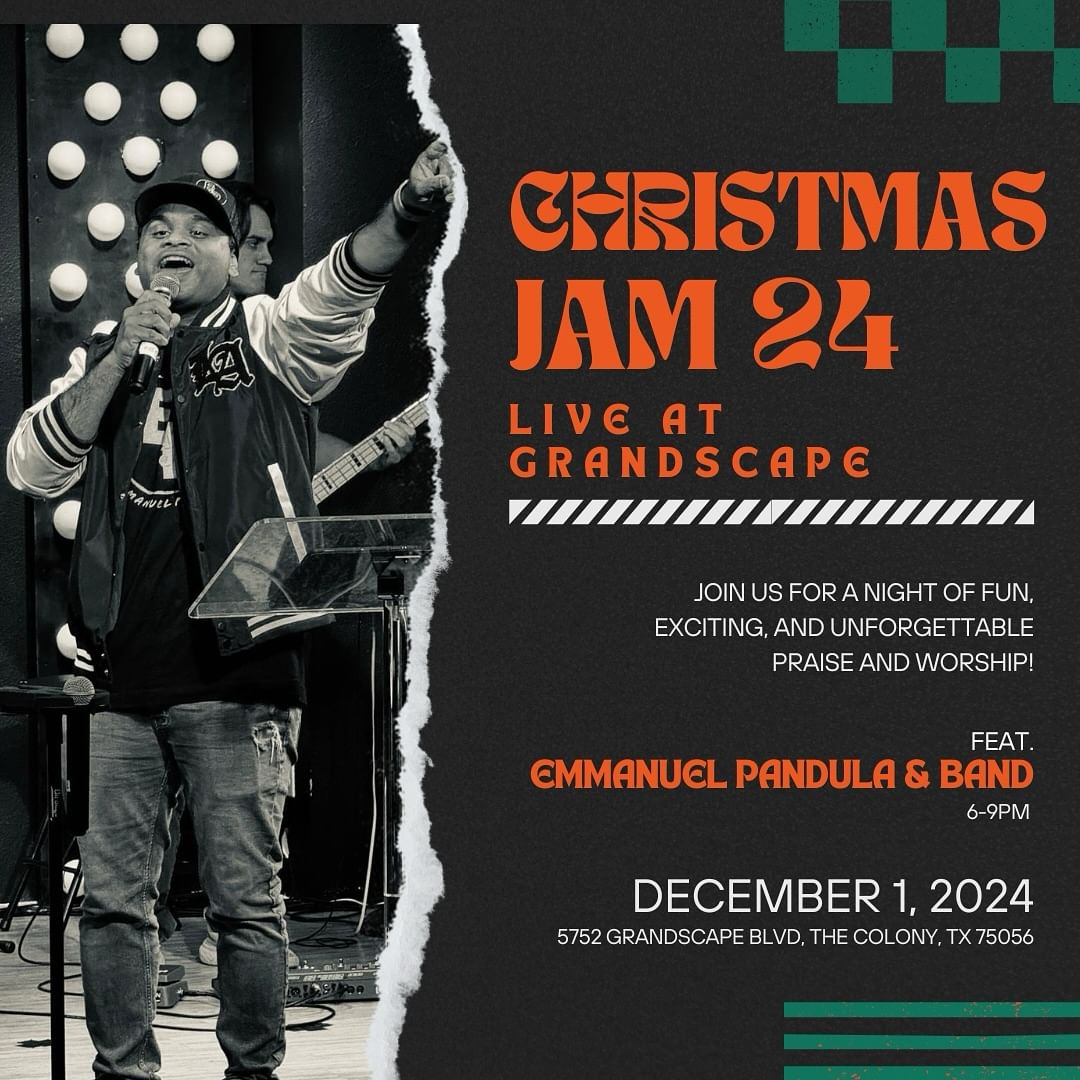 CHRISTMAS
JAM 24
LIVE AT
GRANDSCAPE
JOIN US FOR A NIGHT OF FUN,
EXCITING, AND UNFORGETTABLE
PRAISE AND WORSHIP!
FEAT.
EMMANUEL PANDULA & BAND
6-9PM
DECEMBER 1, 2024
5752 GRANDSCAPE BLVD, THE COLONY, TX 75056